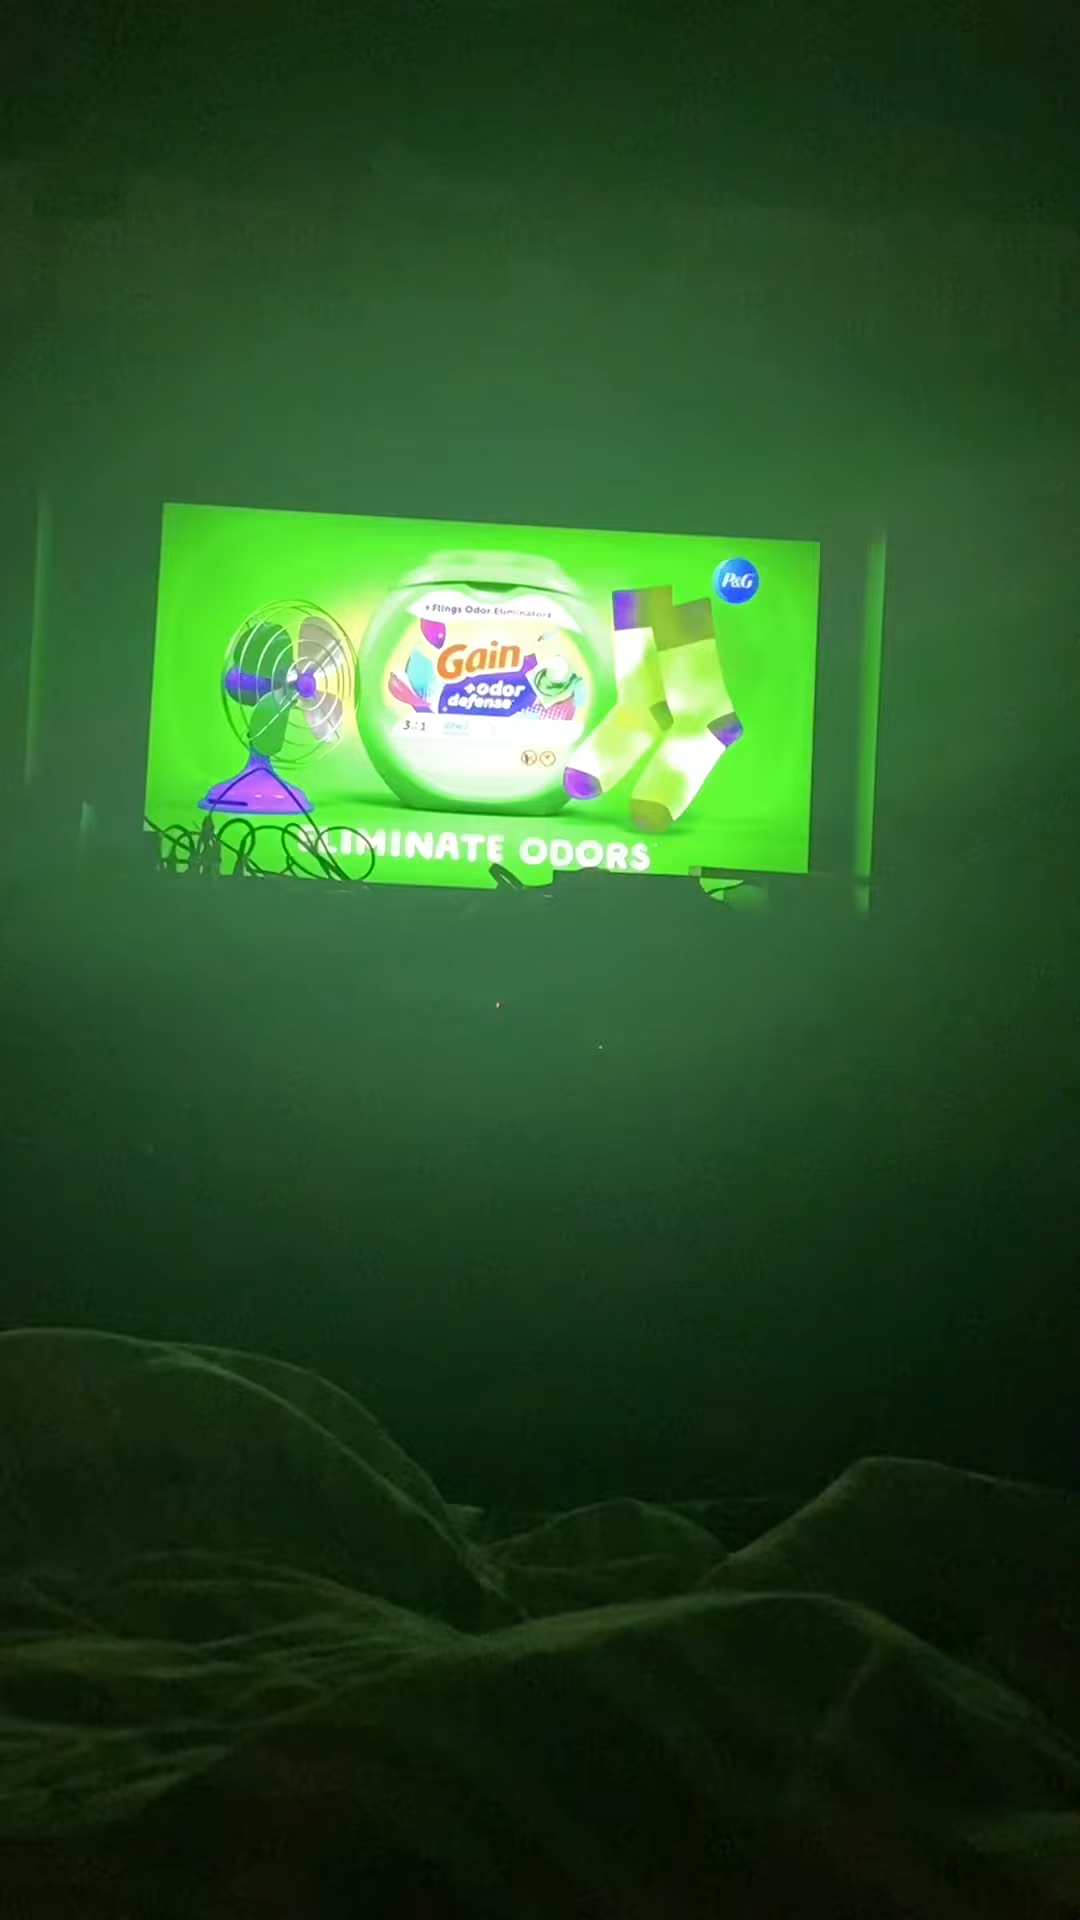 P&G
+ Flings Odor Eliminators
Gain
+odor
defense
3in1
ELIMINATE ODORS